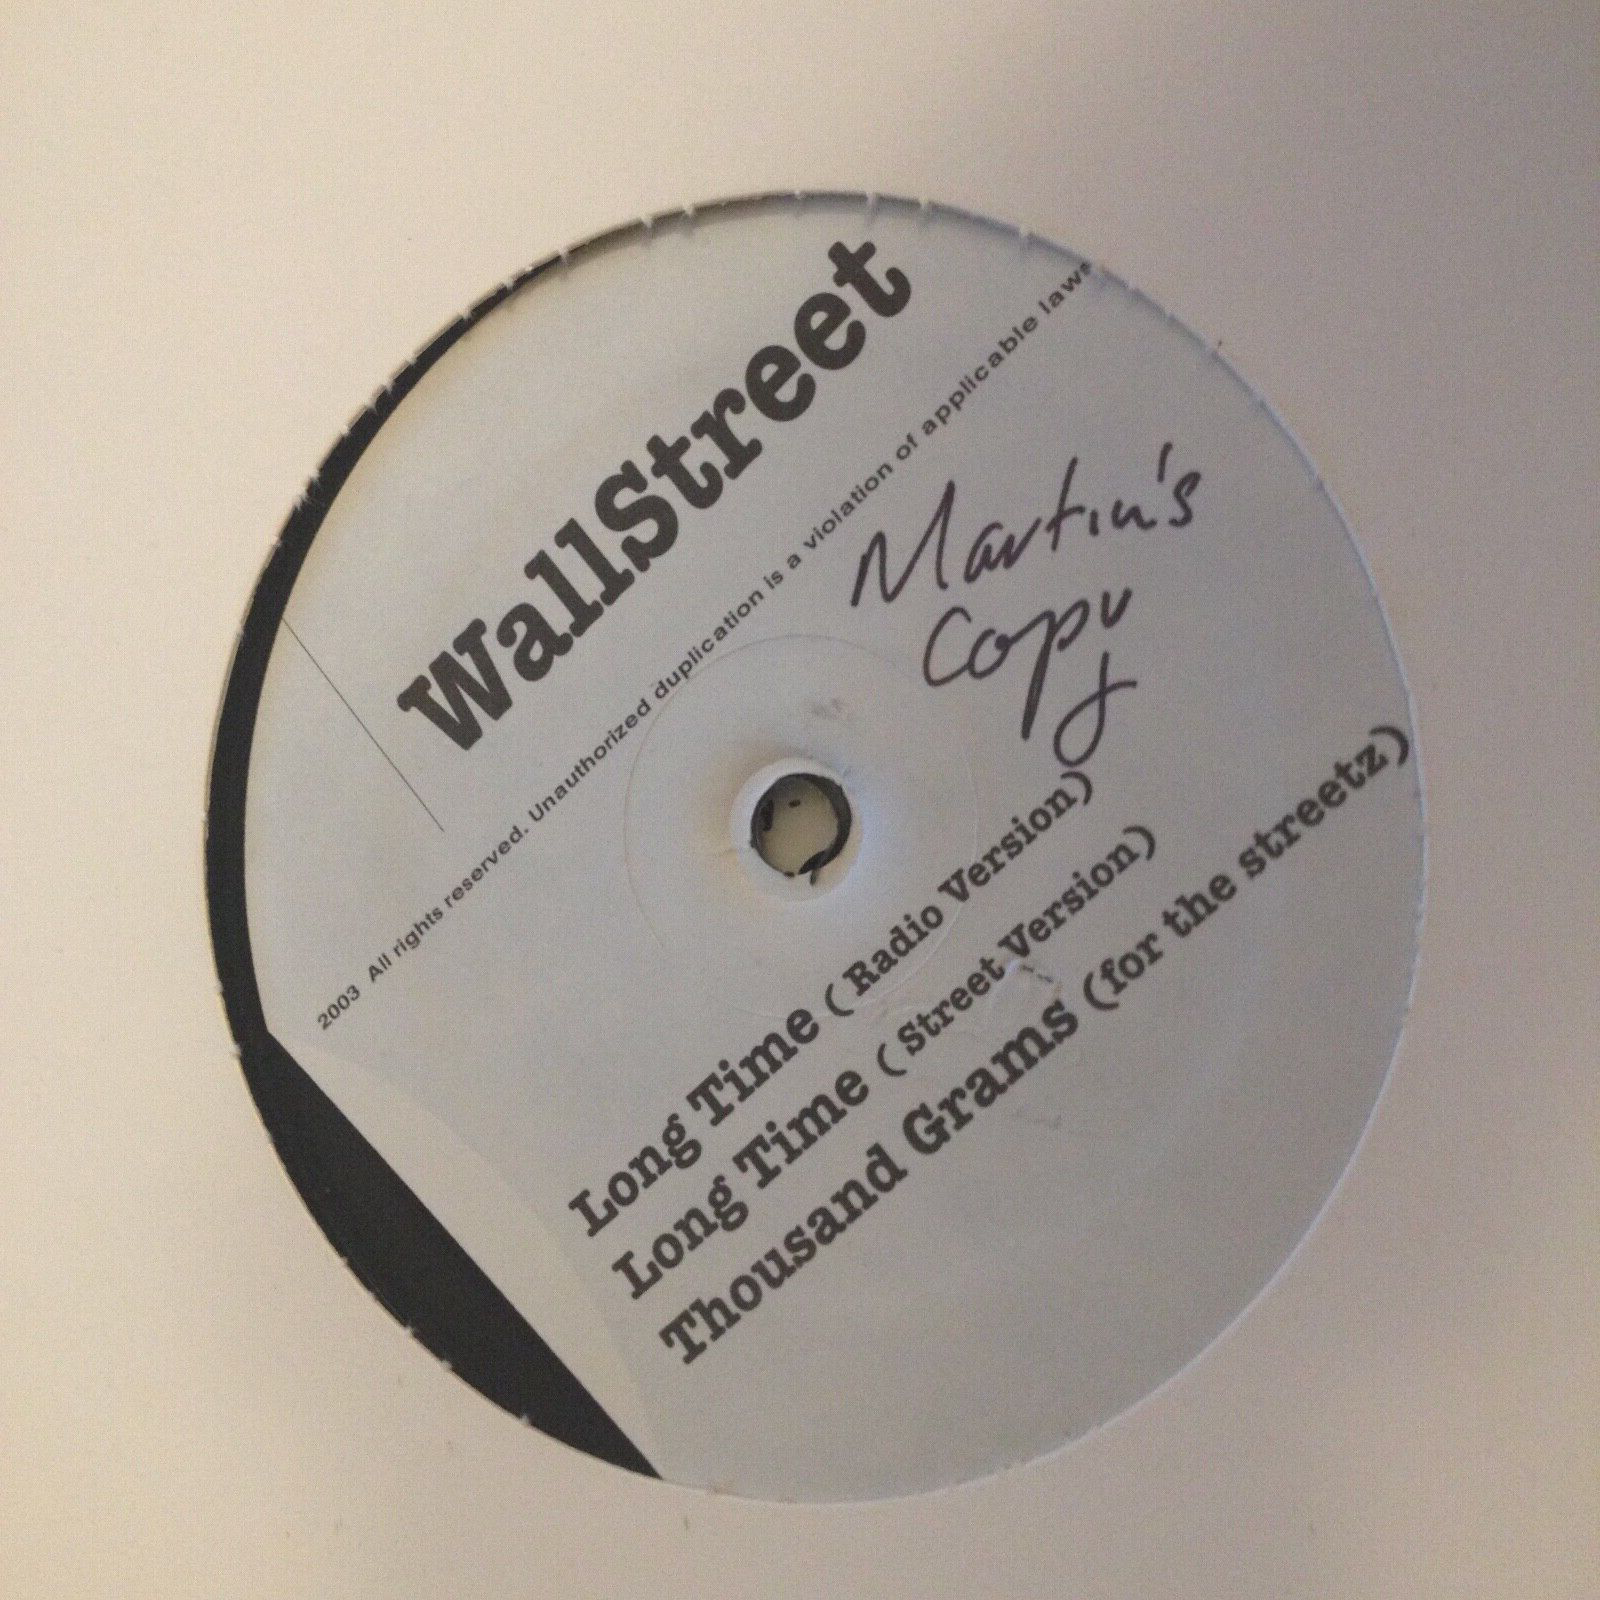 WallStreet
2003 All rights reserved. Unauthorized duplication is a violation of applicable laws
Martin's
Copy
Long Time ( Radio Version)
Long Time ( Street Version)
Thousand Grams (for the streetz)